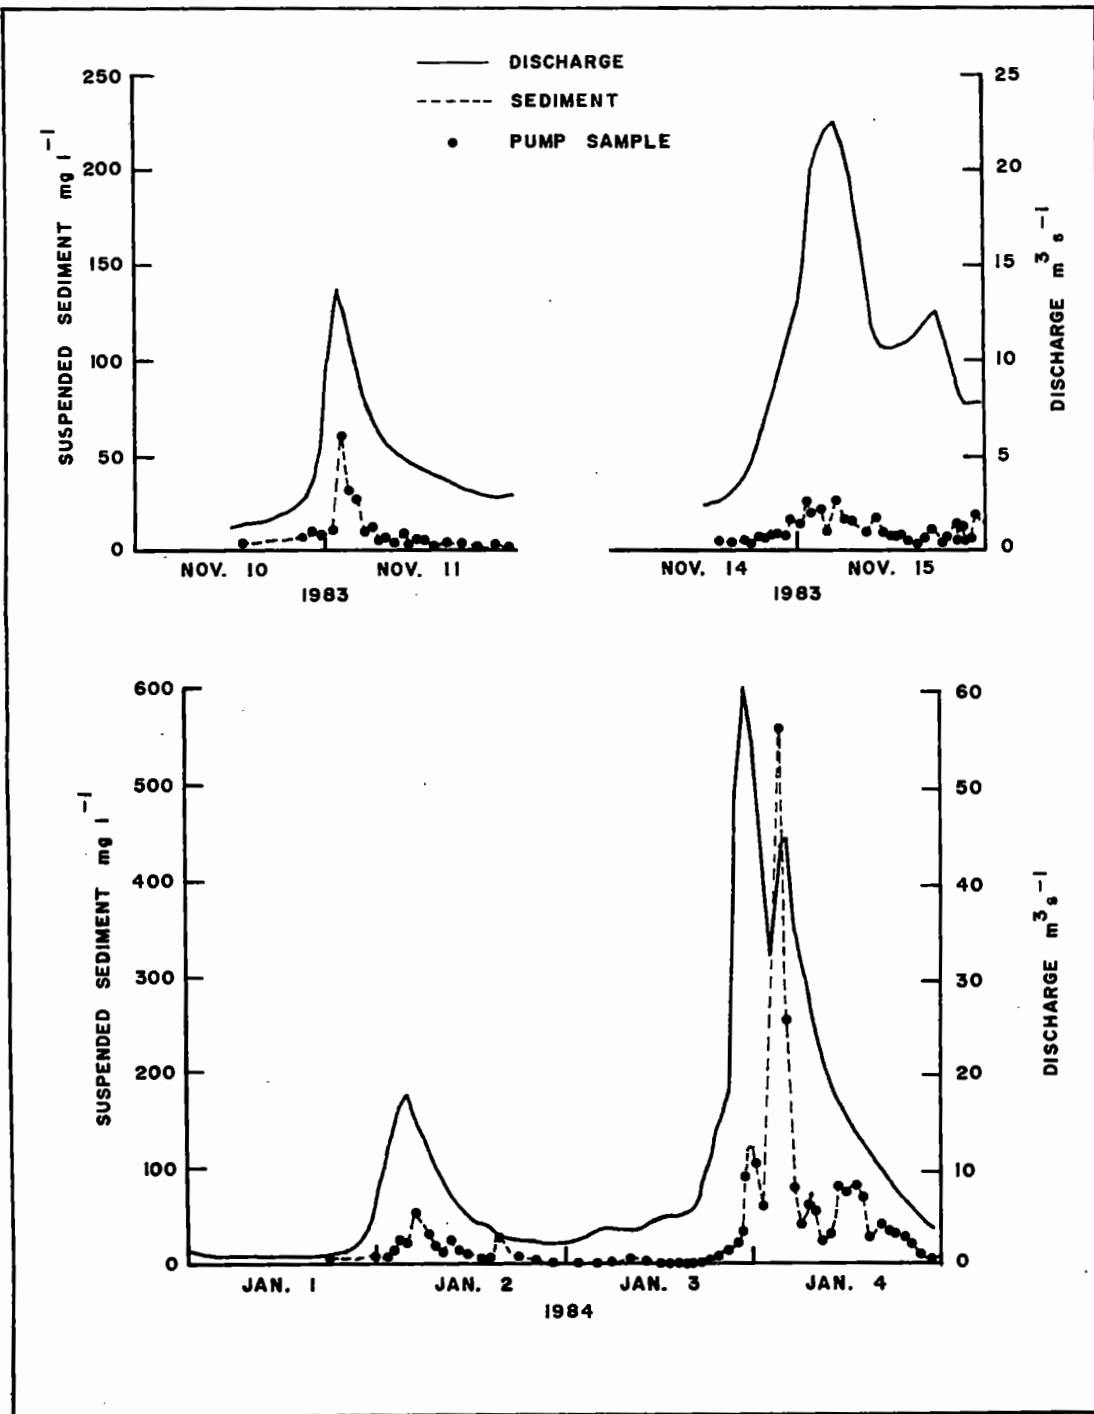 DISCHARGE
SEDIMENT
PUMP SAMPLE
SUSPENDED SEDIMENT mg l⁻¹
250
200
150
100
50
0
25
20
15
10
5
0
DISCHARGE m³ s⁻¹
NOV. 10 NOV. 11
1983
NOV. 14 NOV. 15
1983
SUSPENDED SEDIMENT mg l⁻¹
600
500
400
300
200
100
0
60
50
40
30
20
10
0
DISCHARGE m³ s⁻¹
JAN. 1 JAN. 2 JAN. 3 JAN. 4
1984